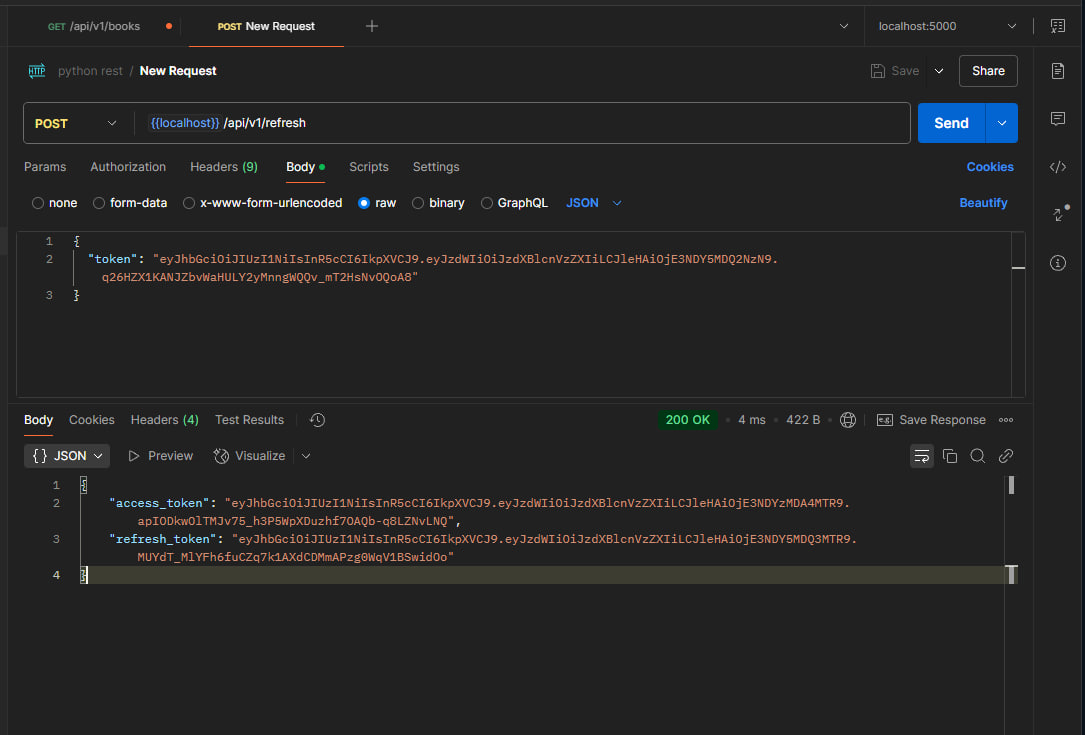 GET /api/v1/books
POST New Request
localhost:5000
HTTP python rest / New Request
Save
Share
POST
{{localhost}} /api/v1/refresh
Send
Params Authorization Headers (9) Body Scripts Settings Cookies
none form-data x-www-form-urlencoded raw binary GraphQL JSON Beautify
1 {
2 "token": "eyJhbGciOiJIUzI1NiIsInR5cCI6IkpXVCJ9.eyJzdWIiOiJzdXBlcnVzZXIiLCJleHAiOjE3NDY5MDQ2NzN9.
q26HZX1KANJZbvWaHULY2yMnngWQQv_mT2HsNvOQoA8"
3 }
Body Cookies Headers (4) Test Results 200 OK 4 ms 422 B e.g. Save Response
{} JSON Preview Visualize
1 {
2 "access_token": "eyJhbGciOiJIUzI1NiIsInR5cCI6IkpXVCJ9.eyJzdWIiOiJzdXBlcnVzZXIiLCJleHAiOjE3NDYzMDA4MTR9.
apIODkwOlTMJv75_h3P5WpXDuzhf7OAQb-q8LZNvLNQ",
3 "refresh_token": "eyJhbGciOiJIUzI1NiIsInR5cCI6IkpXVCJ9.eyJzdWIiOiJzdXBlcnVzZXIiLCJleHAiOjE3NDY5MDQ3MTR9.
MUYdT_MlYFh6fuCZq7k1AXdCDMmAPzg0WqV1BSwidOo"
4 }